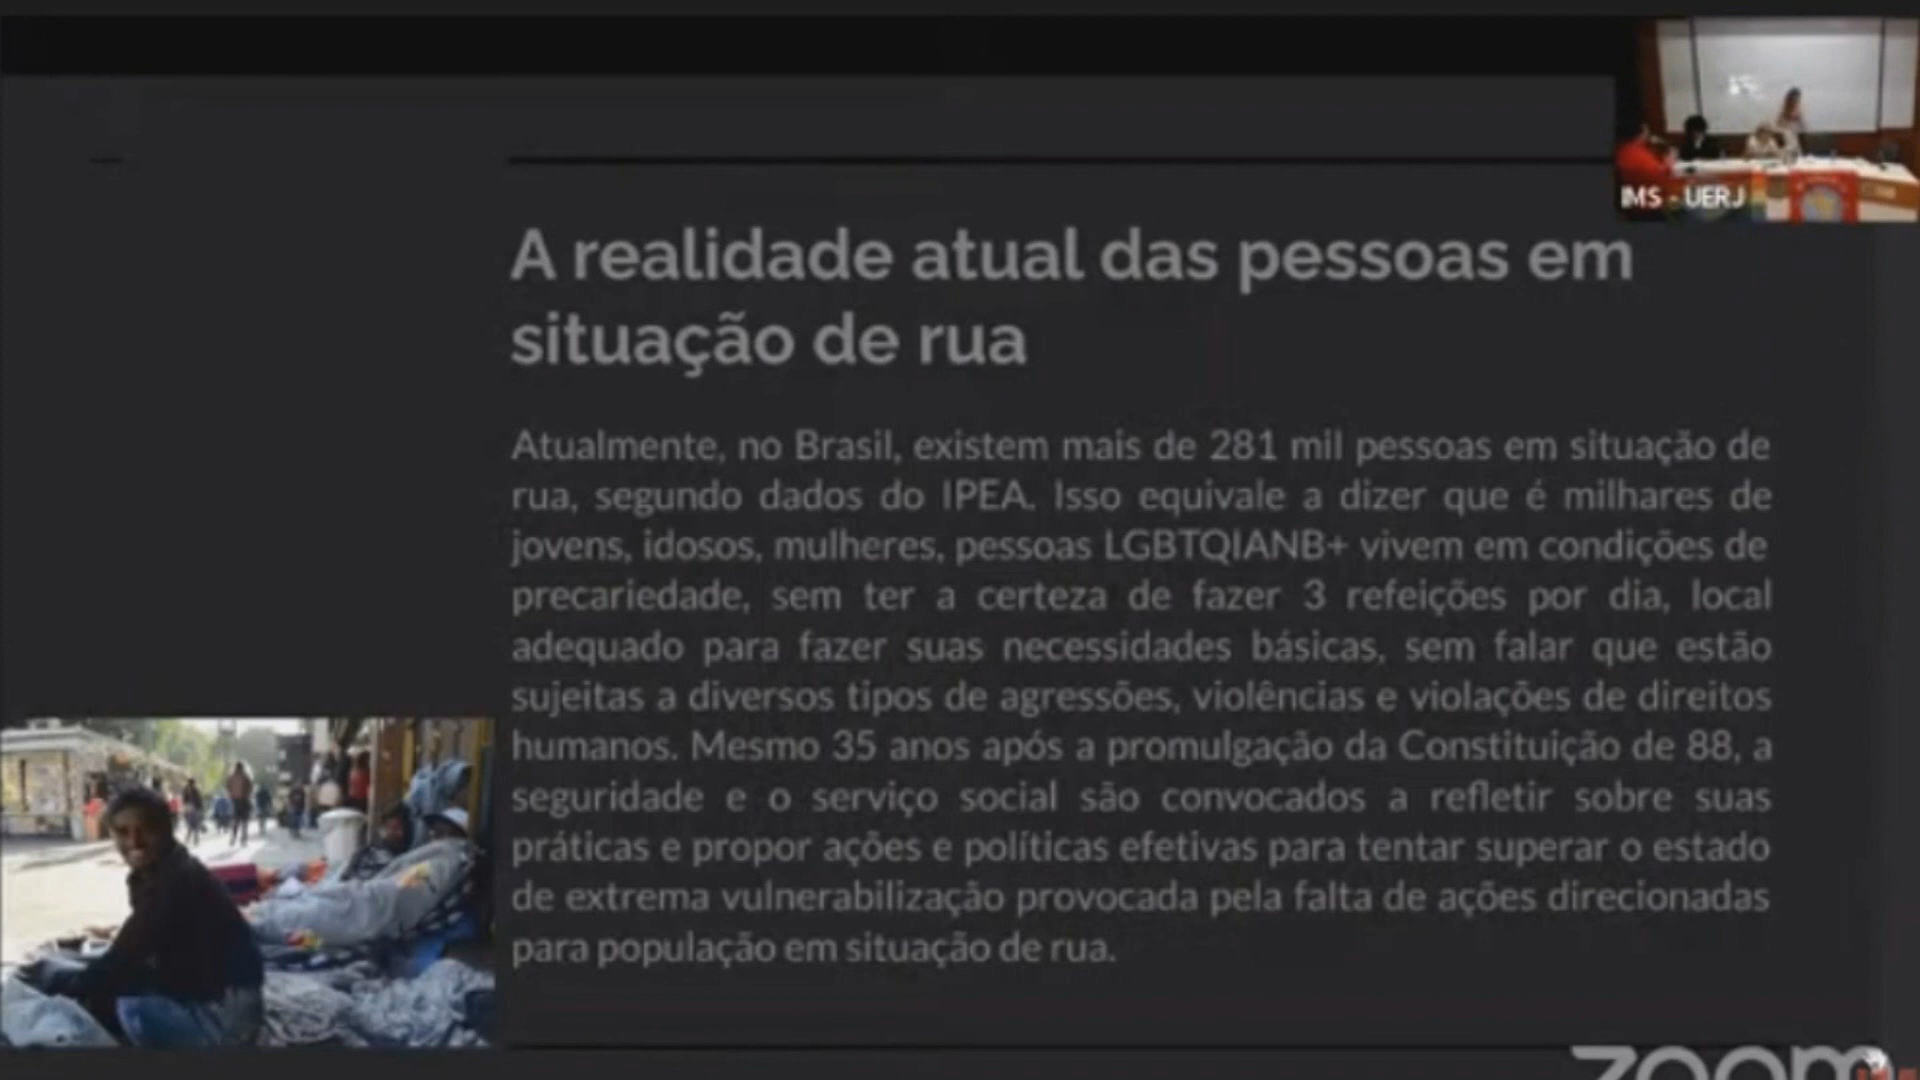 IMS - UERJ
A realidade atual das pessoas em
situação de rua
Atualmente, no Brasil, existem mais de 281 mil pessoas em situação de
rua, segundo dados do IPEA. Isso equivale a dizer que é milhares de
jovens, idosos, mulheres, pessoas LGBTQIANB+ vivem em condições de
precariedade, sem ter a certeza de fazer 3 refeições por dia, local
adequado para fazer suas necessidades básicas, sem falar que estão
sujeitas a diversos tipos de agressões, violências e violações de direitos
humanos. Mesmo 35 anos após a promulgação da Constituição de 88, a
seguridade e o serviço social são convocados a refletir sobre suas
práticas e propor ações e políticas efetivas para tentar superar o estado
de extrema vulnerabilização provocada pela falta de ações direcionadas
para população em situação de rua.
zoom